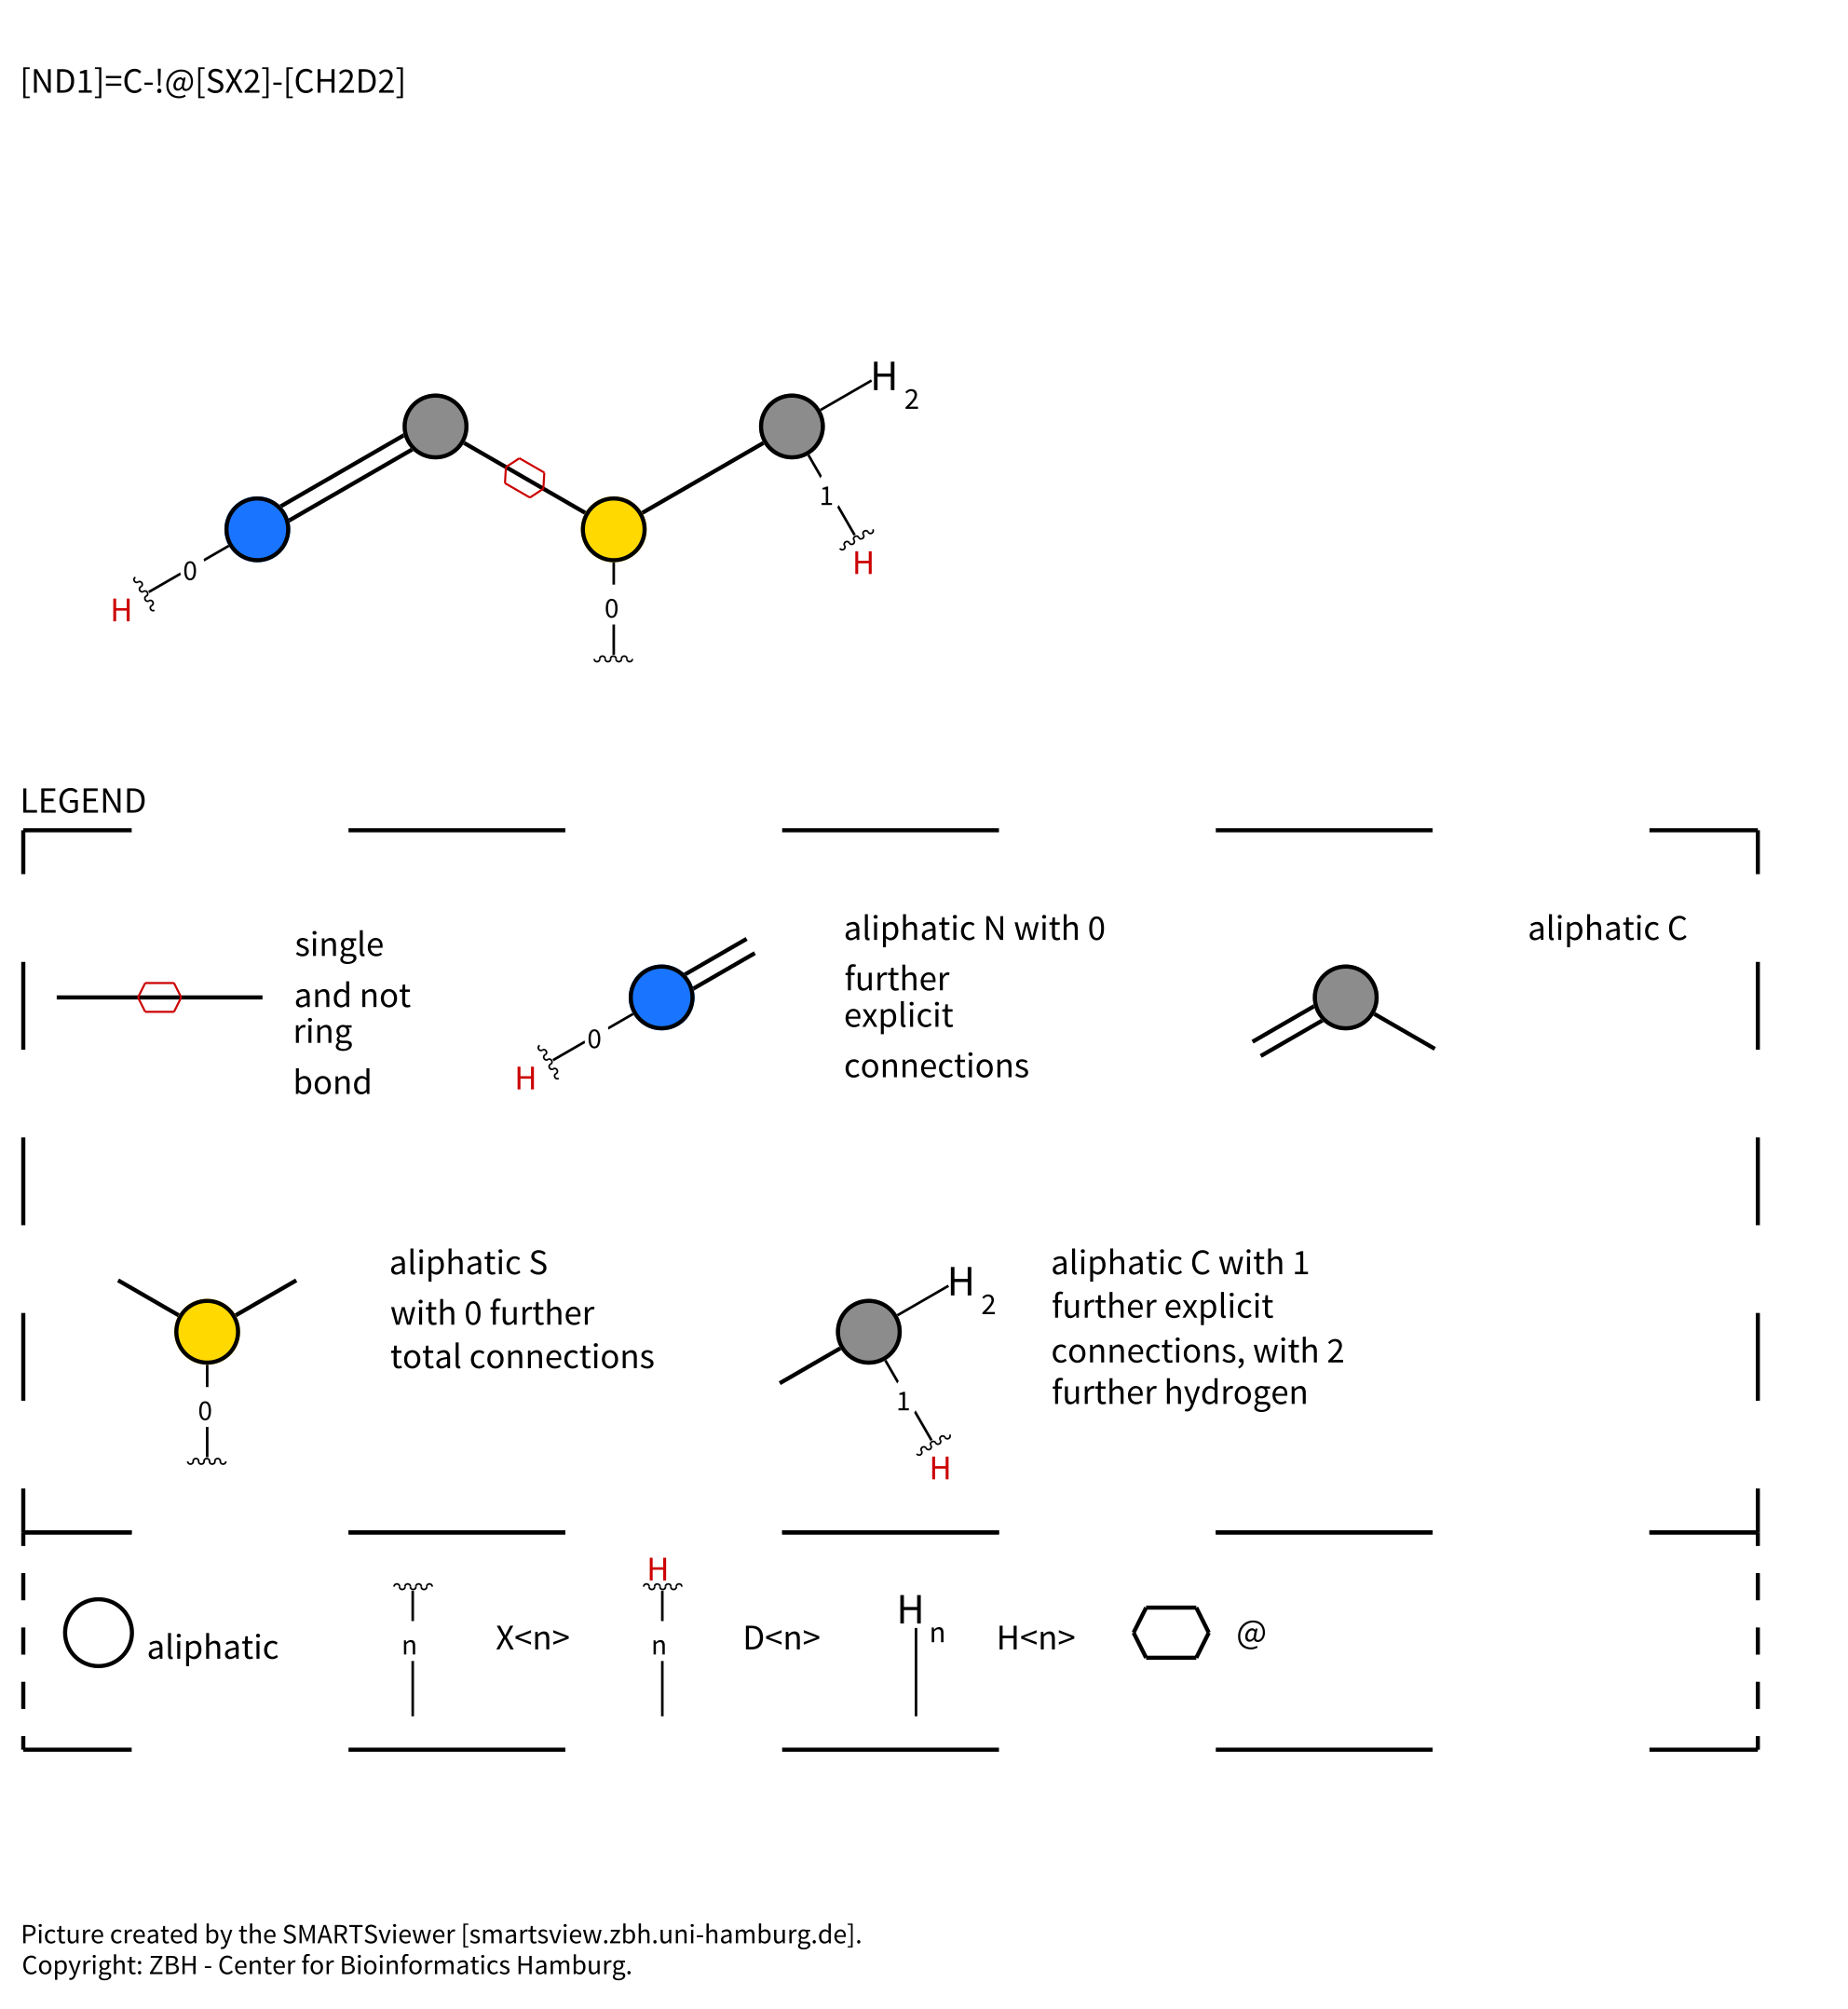 [ND1]=C-!@[SX2]-[CH2D2]
H 2
1
H
0
H
0
LEGEND
single
and not
ring
bond
0
H
aliphatic N with 0
further
explicit
connections
aliphatic C
0
aliphatic S
with 0 further
total connections
H 2
1
H
aliphatic C with 1
further explicit
connections, with 2
further hydrogen
aliphatic
n
X<n>
H
n
D<n>
H n
H<n>
@
Picture created by the SMARTSviewer [smartsview.zbh.uni-hamburg.de].
Copyright: ZBH - Center for Bioinformatics Hamburg.